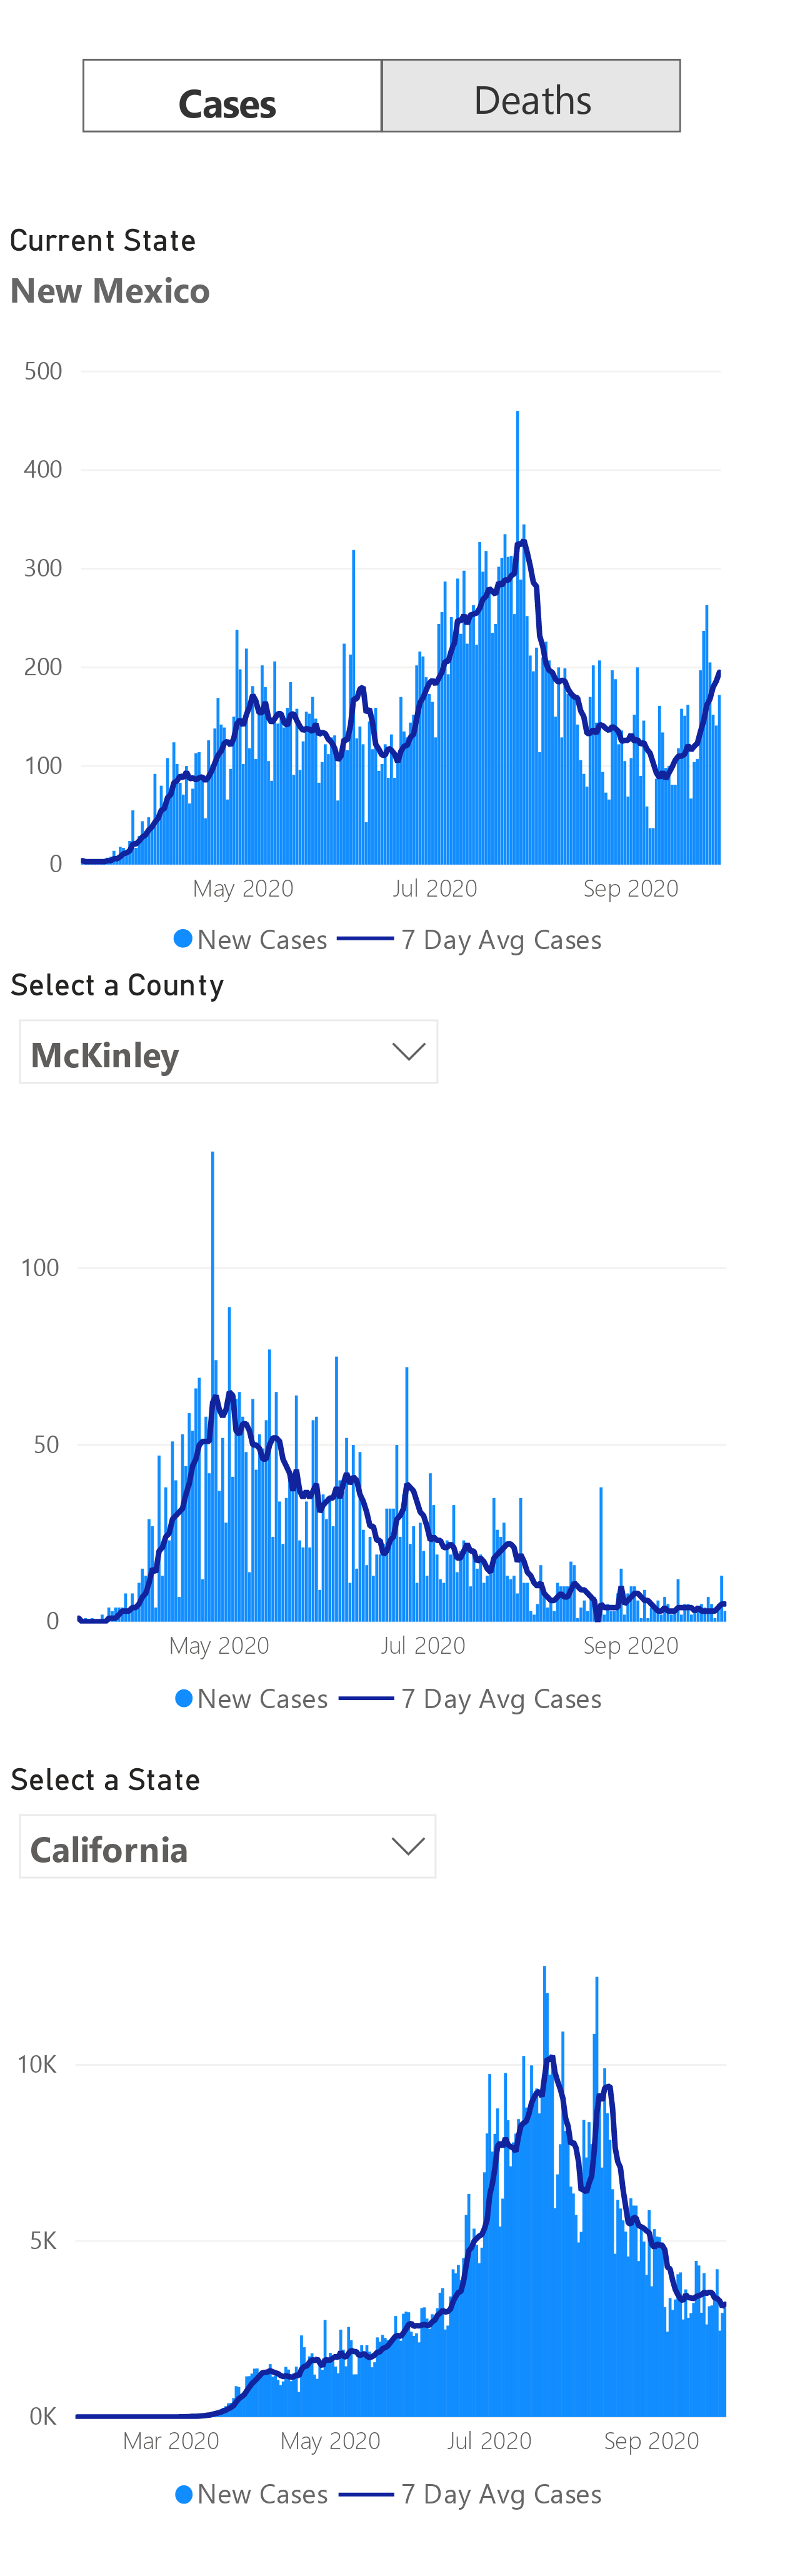 Cases Deaths
Current State
New Mexico
500
400
300
200
100
0
May 2020 Jul 2020 Sep 2020
New Cases 7 Day Avg Cases
Select a County
McKinley
100
50
0
May 2020 Jul 2020 Sep 2020
New Cases 7 Day Avg Cases
Select a State
California
10K
5K
0K
Mar 2020 May 2020 Jul 2020 Sep 2020
New Cases 7 Day Avg Cases